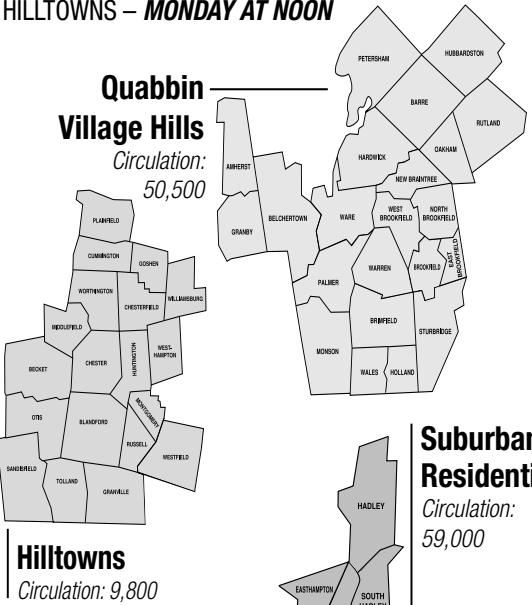 HILLTOWNS – MONDAY AT NOON
Quabbin
Village Hills
Circulation:
50,500
PETERSHAM
HUBBARDSTON
BARRE
RUTLAND
OAKHAM
HARDWICK
NEW BRAINTREE
AMHERST
BELCHERTOWN
GRANBY
WARE
WEST
BROOKFIELD
NORTH
BROOKFIELD
PALMER
WARREN
BROOKFIELD
EAST
BROOKFIELD
BRIMFIELD
STURBRIDGE
MONSON
WALES
HOLLAND
PLAINFIELD
CUMMINGTON
GOSHEN
WORTHINGTON
CHESTERFIELD
WILLIAMSBURG
MIDDLEFIELD
BECKET
CHESTER
HUNTINGTON
WEST-
HAMPTON
OTIS
BLANDFORD
MONTGOMERY
RUSSELL
WESTFIELD
SANDISFIELD
TOLLAND
GRANVILLE
Hilltowns
Circulation: 9,800
Suburban
Residenti
Circulation:
59,000
HADLEY
EASTHAMPTON
SOUTH
HADLEY